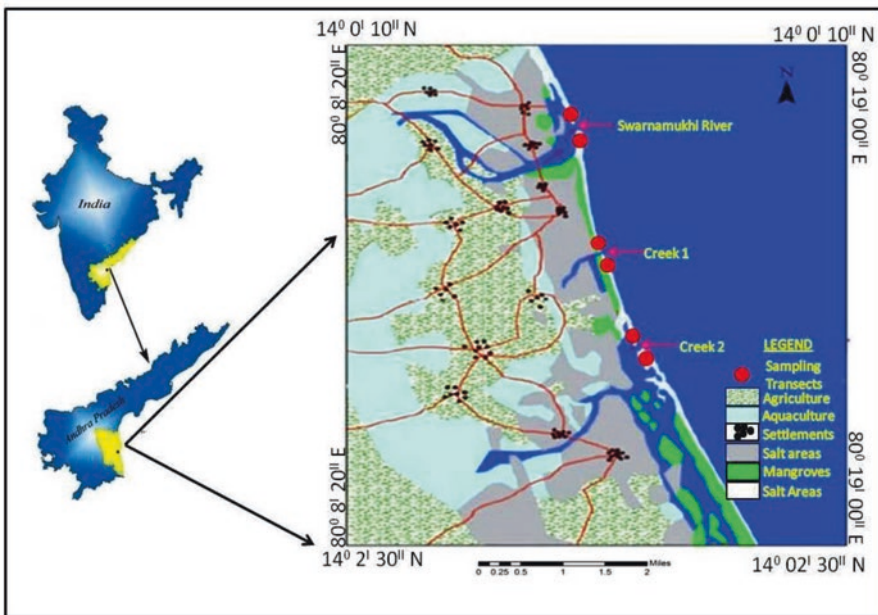 14⁰ 0ᴵ 10ᴵᴵ N
14⁰ 0ᴵ 10ᴵᴵ N
80⁰ 8ᴵ 20ᴵᴵ E
80⁰ 19ᴵ 00ᴵᴵ E
N
Swarnamukhi River
India
Creek 1
Creek 2
LEGEND
Sampling
Transects
Agriculture
Aquaculture
Settlements
Salt areas
Mangroves
Salt Areas
Andhra Pradesh
80⁰ 8ᴵ 20ᴵᴵ E
80⁰ 19ᴵ 00ᴵᴵ E
14⁰ 2ᴵ 30ᴵᴵ N
14⁰ 02ᴵ 30ᴵᴵ N
Miles
0 0.25 0.5 1 1.5 2